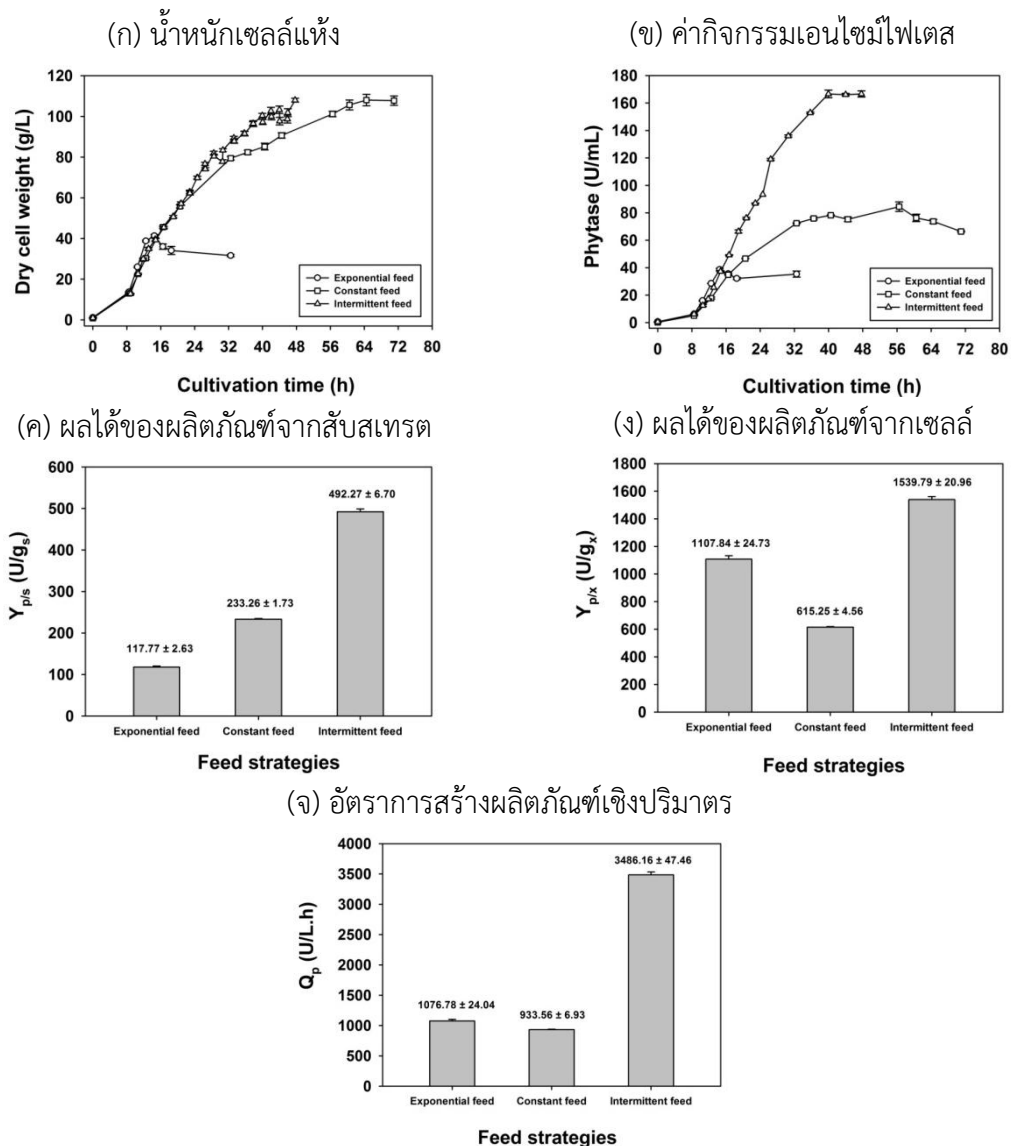 (ก) น้ำหนักเซลล์แห้ง
Dry cell weight (g/L)
120
100
80
60
40
20
0
Exponential feed
Constant feed
Intermittent feed
0 8 16 24 32 40 48 56 64 72 80
Cultivation time (h)
(ข) ค่ากิจกรรมเอนไซม์ไฟเตส
Phytase (U/mL)
180
160
140
120
100
80
60
40
20
0
Exponential feed
Constant feed
Intermittent feed
0 8 16 24 32 40 48 56 64 72 80
Cultivation time (h)
(ค) ผลได้ของผลิตภัณฑ์จากสับสเทรต
Yp/s (U/gs)
600
500
400
300
200
100
0
117.77 ± 2.63
233.26 ± 1.73
492.27 ± 6.70
Exponential feed Constant feed Intermittent feed
Feed strategies
(ง) ผลได้ของผลิตภัณฑ์จากเซลล์
Yp/x (U/gx)
1800
1600
1400
1200
1000
800
600
400
200
0
1107.84 ± 24.73
615.25 ± 4.56
1539.79 ± 20.96
Exponential feed Constant feed Intermittent feed
Feed strategies
(จ) อัตราการสร้างผลิตภัณฑ์เชิงปริมาตร
Qp (U/L.h)
4000
3500
3000
2500
2000
1500
1000
500
0
1076.78 ± 24.04
933.56 ± 6.93
3486.16 ± 47.46
Exponential feed Constant feed Intermittent feed
Feed strategies